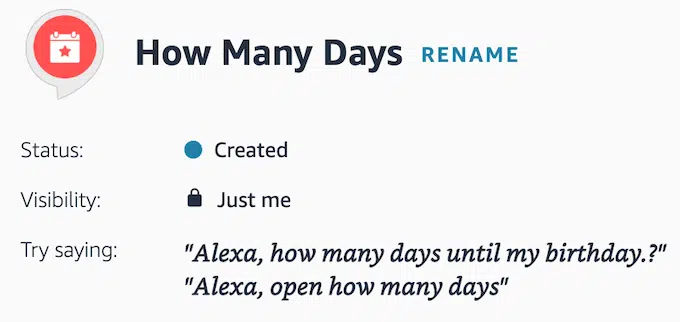 How Many Days RENAME
Status: Created
Visibility: Just me
Try saying: "Alexa, how many days until my birthday.?"
"Alexa, open how many days"